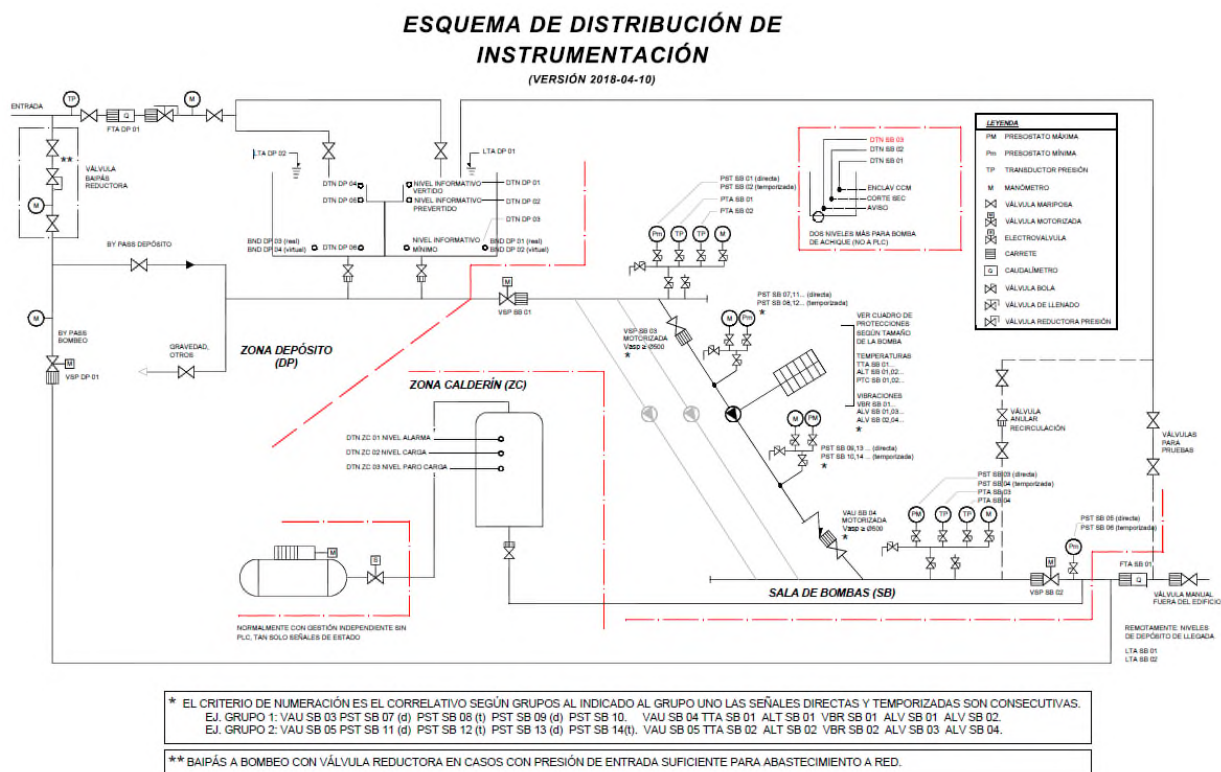 ESQUEMA DE DISTRIBUCIÓN DE
INSTRUMENTACIÓN
(VERSIÓN 2018-04-10)
ENTRADA
TP
Q
M
FTA DP 01
**
VÁLVULA
BAIPÁS
REDUCTORA
M
LTA DP 02
LTA DP 01
DTN DP 04
DTN DP 05
DTN DP 06
NIVEL INFORMATIVO
VERTIDO
NIVEL INFORMATIVO
PREVERTIDO
NIVEL INFORMATIVO
MÍNIMO
DTN DP 01
DTN DP 02
DTN DP 03
BND DP 03 (real)
BND DP 04 (virtual)
BND DP 01 (real)
BND DP 02 (virtual)
BY PASS DEPÓSITO
M
BY PASS
BOMBEO
M
VSP DP 01
GRAVEDAD,
OTROS
ZONA DEPÓSITO
(DP)
M
VSP SB 01
PST SB 01 (directa)
PST SB 02 (temporizada)
PTA SB 01
PTA SB 02
Pm
TP
TP
M
DTN SB 03
DTN SB 02
DTN SB 01
ENCLAV CCM
CORTE SEC
AVISO
DOS NIVELES MÁS PARA BOMBA
DE ACHIQUE (NO A PLC)
LEYENDA
PM PRESOSTATO MÁXIMA
Pm PRESOSTATO MÍNIMA
TP TRANSDUCTOR PRESIÓN
M MANÓMETRO
VÁLVULA MARIPOSA
VÁLVULA MOTORIZADA
ELECTROVALVULA
CARRETE
Q CAUDALÍMETRO
VÁLVULA BOLA
VÁLVULA DE LLENADO
VÁLVULA REDUCTORA PRESIÓN
PST SB 07,11... (directa)
PST SB 08,12... (temporizada)
*
M
Pm
VSP SB 03
MOTORIZADA
Vasp ≥ Ø500
*
VER CUADRO DE
PROTECCIONES
SEGÚN TAMAÑO
DE LA BOMBA
TEMPERATURAS
TTA SB 01...
ALT SB 01,02...
PTC SB 01,02...
VIBRACIONES
VBR SB 01...
ALV SB 01,03...
ALV SB 02,04...
*
M
PM
PST SB 09,13 ... (directa)
PST SB 10,14 ... (temporizada)
*
VAU SB 04
MOTORIZADA
Vasp ≥ Ø500
*
ZONA CALDERÍN (ZC)
DTN ZC 01 NIVEL ALARMA
DTN ZC 02 NIVEL CARGA
DTN ZC 03 NIVEL PARO CARGA
M
S
NORMALMENTE CON GESTIÓN INDEPENDIENTE SIN
PLC, TAN SOLO SEÑALES DE ESTADO
PST SB 03 (directa)
PST SB 04 (temporizada)
PTA SB 03
PTA SB 04
PM
TP
TP
M
VÁLVULA
ANULAR
RECIRCULACIÓN
VÁLVULAS
PARA
PRUEBAS
PST SB 05 (directa)
PST SB 06 (temporizada)
Pm
M
VSP SB 02
FTA SB 01
Q
SALA DE BOMBAS (SB)
VÁLVULA MANUAL
FUERA DEL EDIFICIO
REMOTAMENTE, NIVELES
DE DEPÓSITO DE LLEGADA
LTA SB 01
LTA SB 02
* EL CRITERIO DE NUMERACIÓN ES EL CORRELATIVO SEGÚN GRUPOS AL INDICADO AL GRUPO UNO LAS SEÑALES DIRECTAS Y TEMPORIZADAS SON CONSECUTIVAS.
EJ. GRUPO 1: VAU SB 03 PST SB 07 (d) PST SB 08 (t) PST SB 09 (d) PST SB 10. VAU SB 04 TTA SB 01 ALT SB 01 VBR SB 01 ALV SB 01 ALV SB 02.
EJ. GRUPO 2: VAU SB 05 PST SB 11 (d) PST SB 12 (t) PST SB 13 (d) PST SB 14(t). VAU SB 05 TTA SB 02 ALT SB 02 VBR SB 02 ALV SB 03 ALV SB 04.
** BAIPÁS A BOMBEO CON VÁLVULA REDUCTORA EN CASOS CON PRESIÓN DE ENTRADA SUFICIENTE PARA ABASTECIMIENTO A RED.